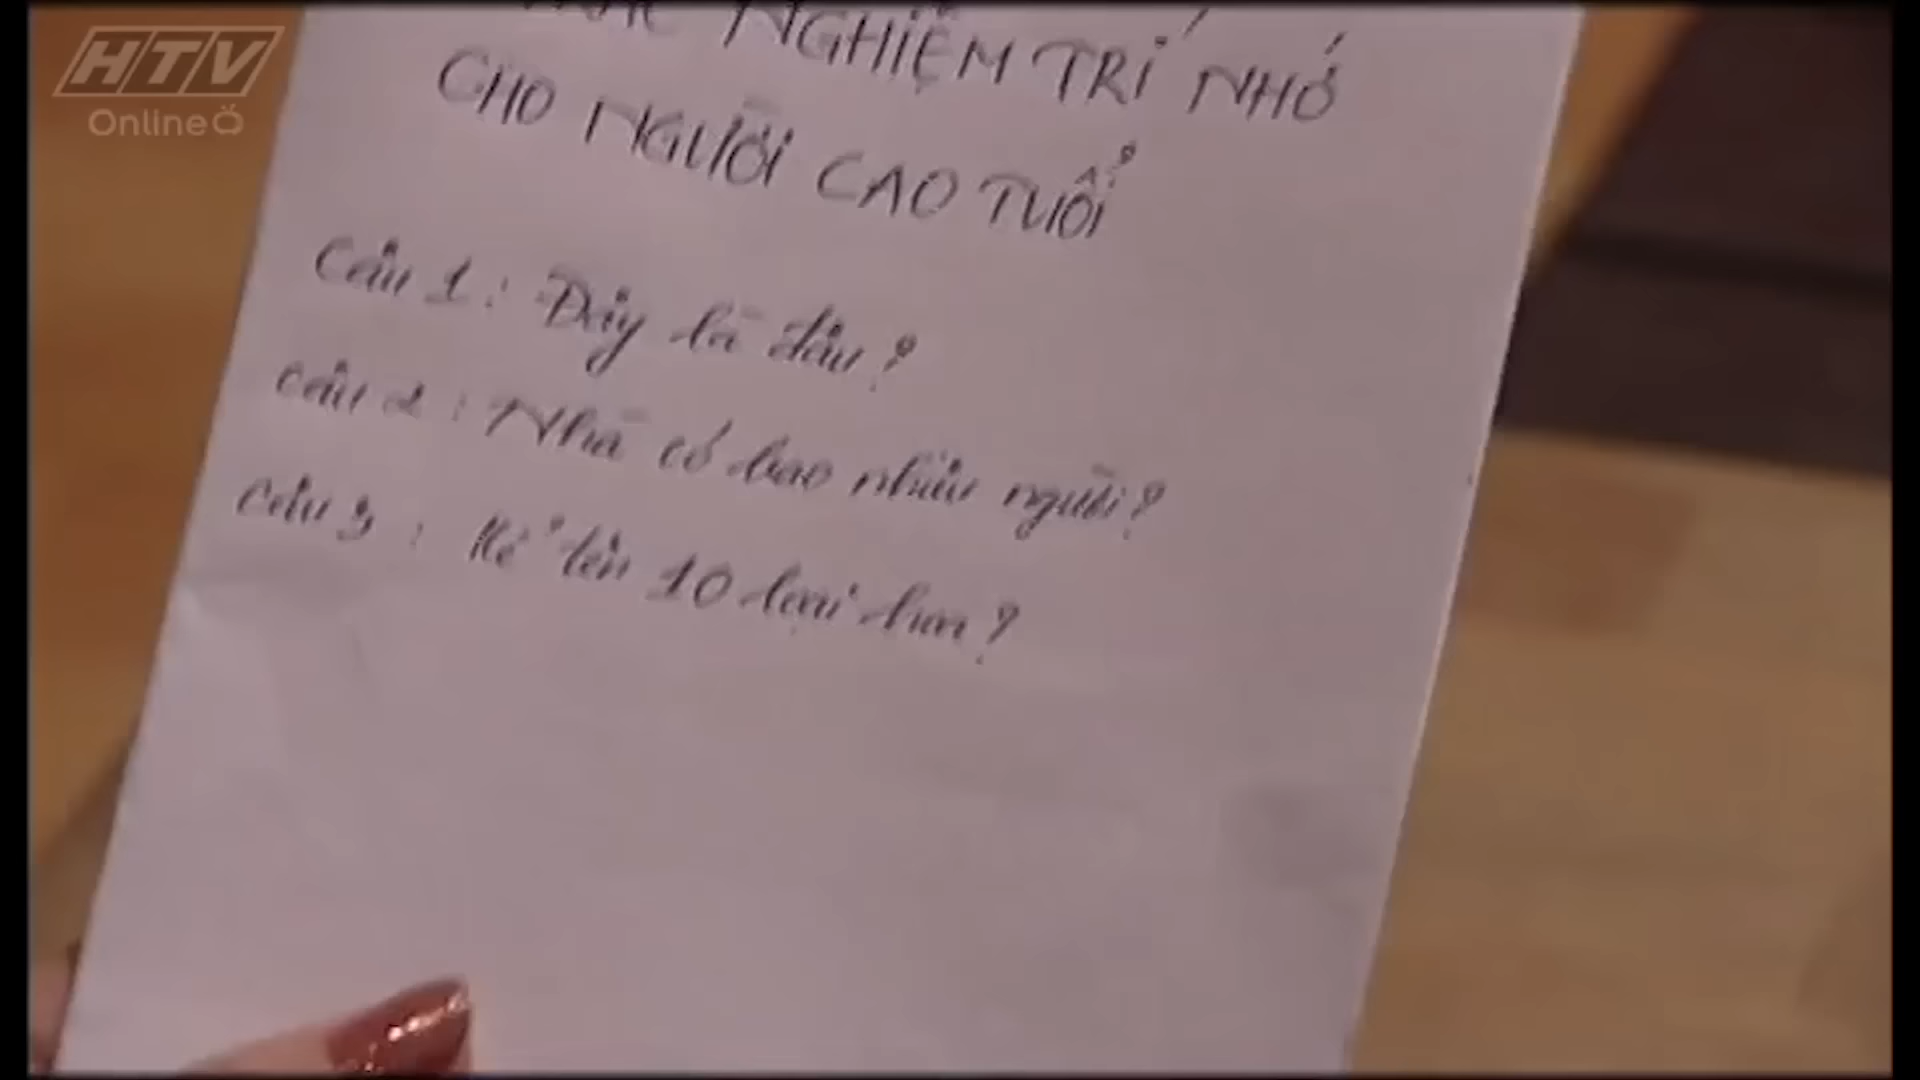 HTV
Online
NGHIỆM TRÍ NHỚ
CHO NGƯỜI CAO TUỔI
Câu 1: Đây là đâu?
Câu 2: Nhà có bao nhiêu người?
Câu 3: Kể tên 10 loại hoa?